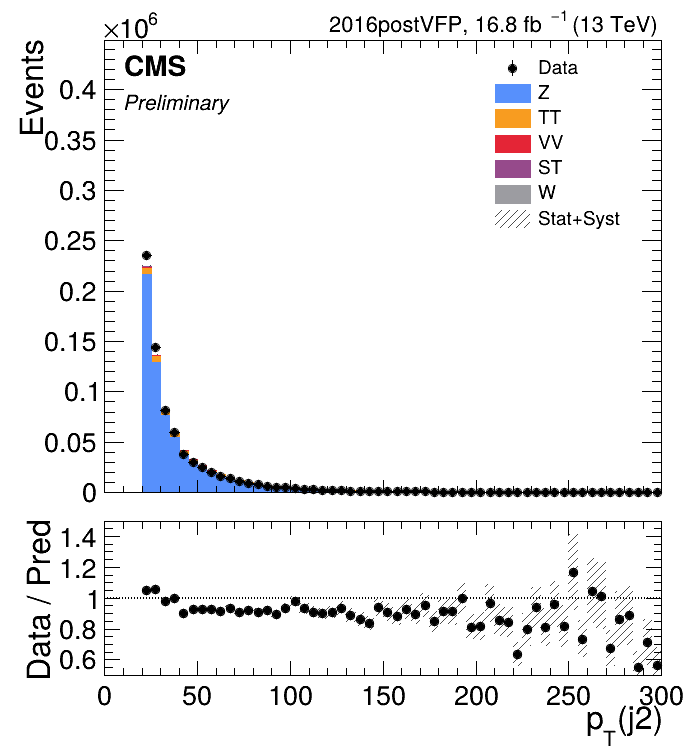 ×10^6
2016postVFP, 16.8 fb^−1 (13 TeV)
CMS
Preliminary
Events
0.4
0.35
0.3
0.25
0.2
0.15
0.1
0.05
0
Data
Z
TT
VV
ST
W
Stat+Syst
Data / Pred
1.4
1.2
1
0.8
0.6
0 50 100 150 200 250 300
p_T(j2)